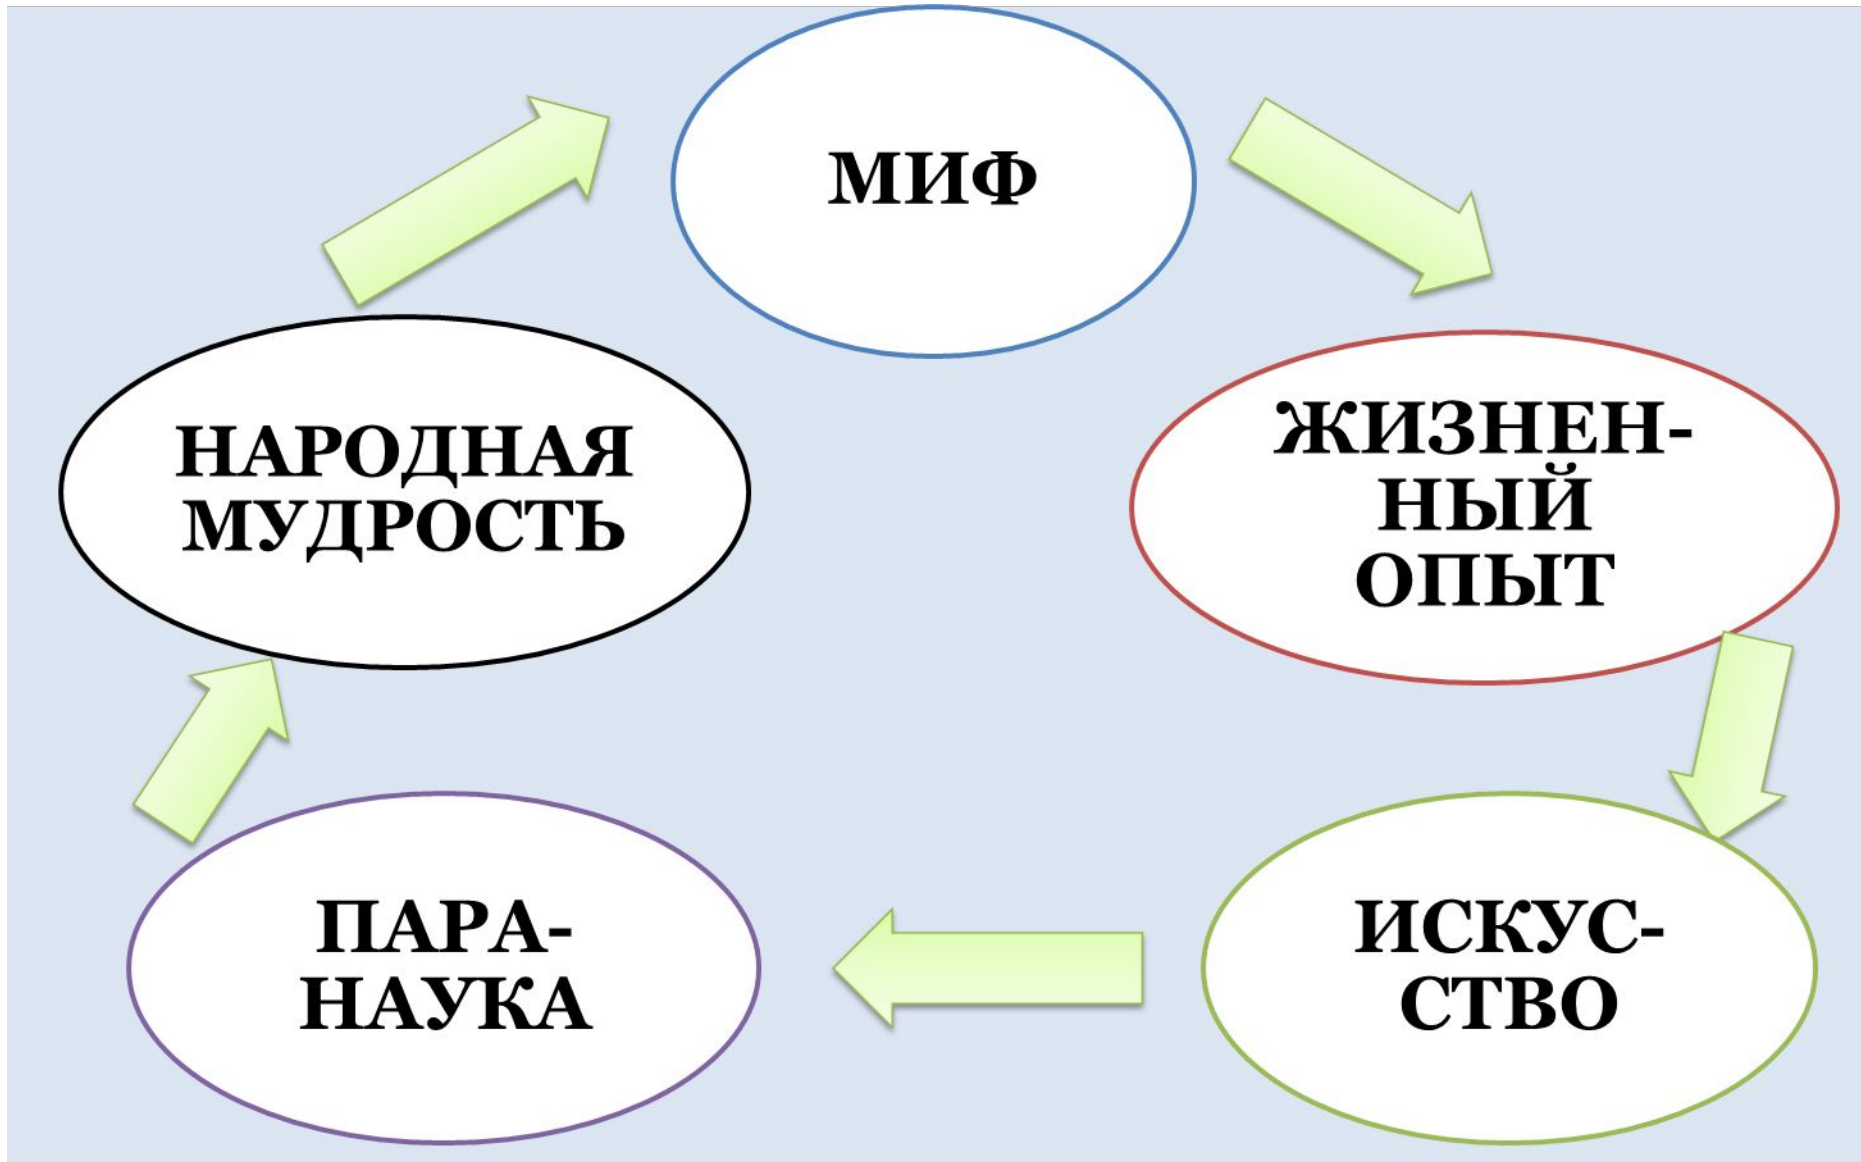 МИФ
ЖИЗНЕН-
НЫЙ
ОПЫТ
ИСКУС-
СТВО
ПАРА-
НАУКА
НАРОДНАЯ
МУДРОСТЬ